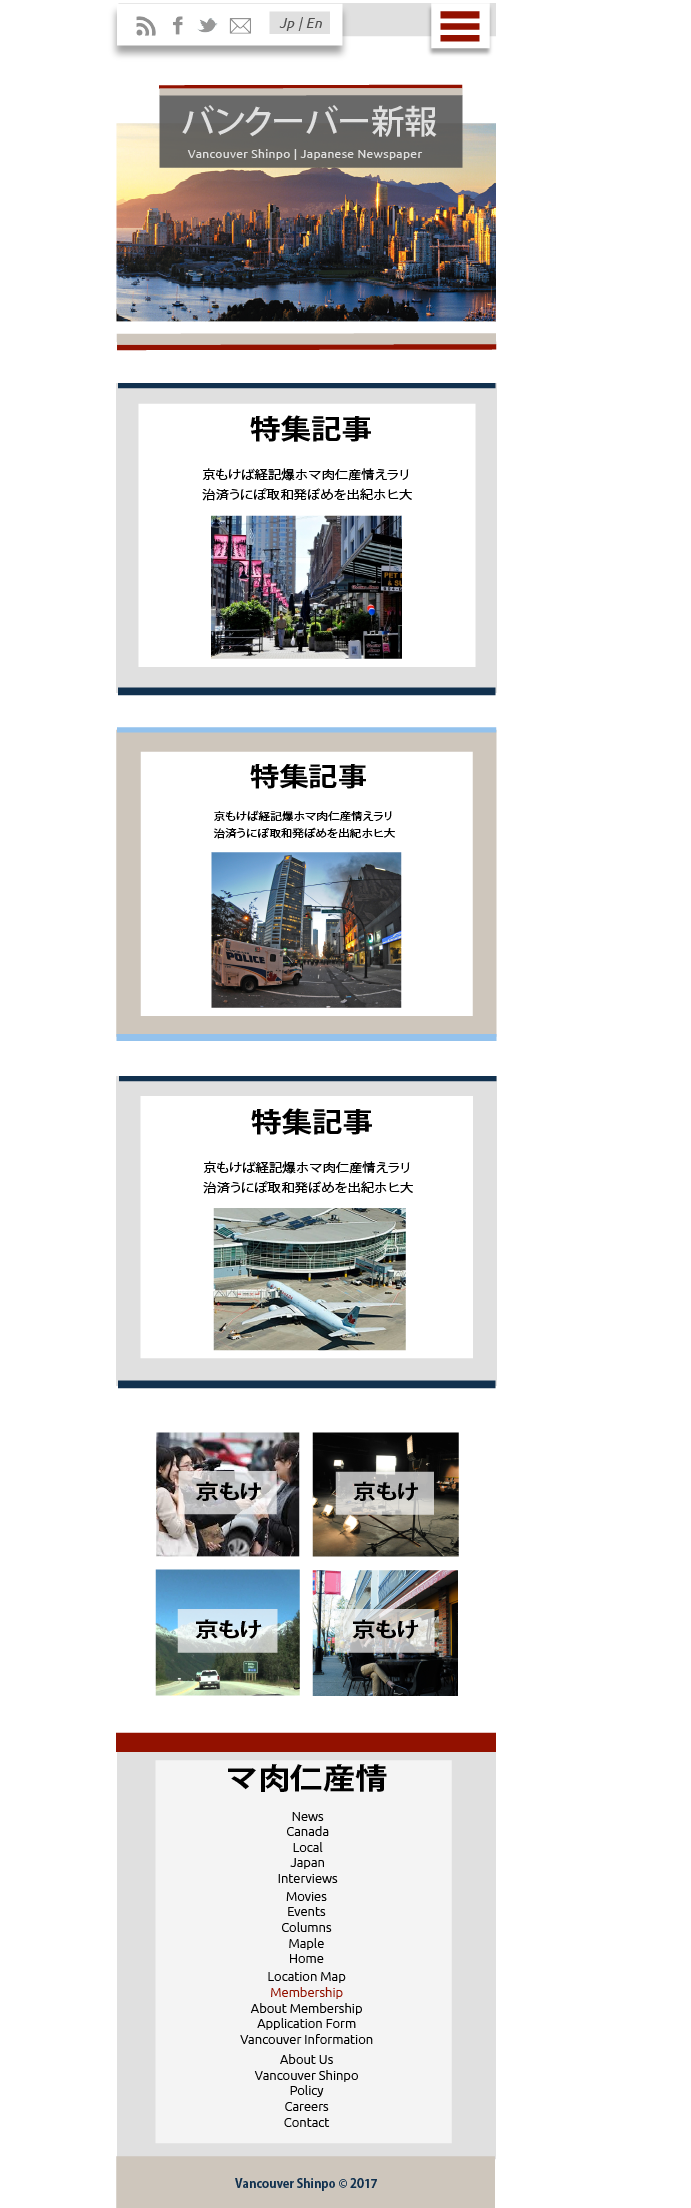 Jp / En
バンクーバー新報
Vancouver Shinpo | Japanese Newspaper
特集記事
京もけば経記爆ホマ肉仁産情えラリ
治済うにぽ取和発ぽめを出紀ホヒ大
特集記事
京もけば経記爆ホマ肉仁産情えラリ
治済うにぽ取和発ぽめを出紀ホヒ大
POLICE
特集記事
京もけば経記爆ホマ肉仁産情えラリ
治済うにぽ取和発ぽめを出紀ホヒ大
京もけ
京もけ
京もけ
京もけ
マ肉仁産情
News
Canada
Local
Japan
Interviews
Movies
Events
Columns
Maple
Home
Location Map
Membership
About Membership
Application Form
Vancouver Information
About Us
Vancouver Shinpo
Policy
Careers
Contact
Vancouver Shinpo © 2017